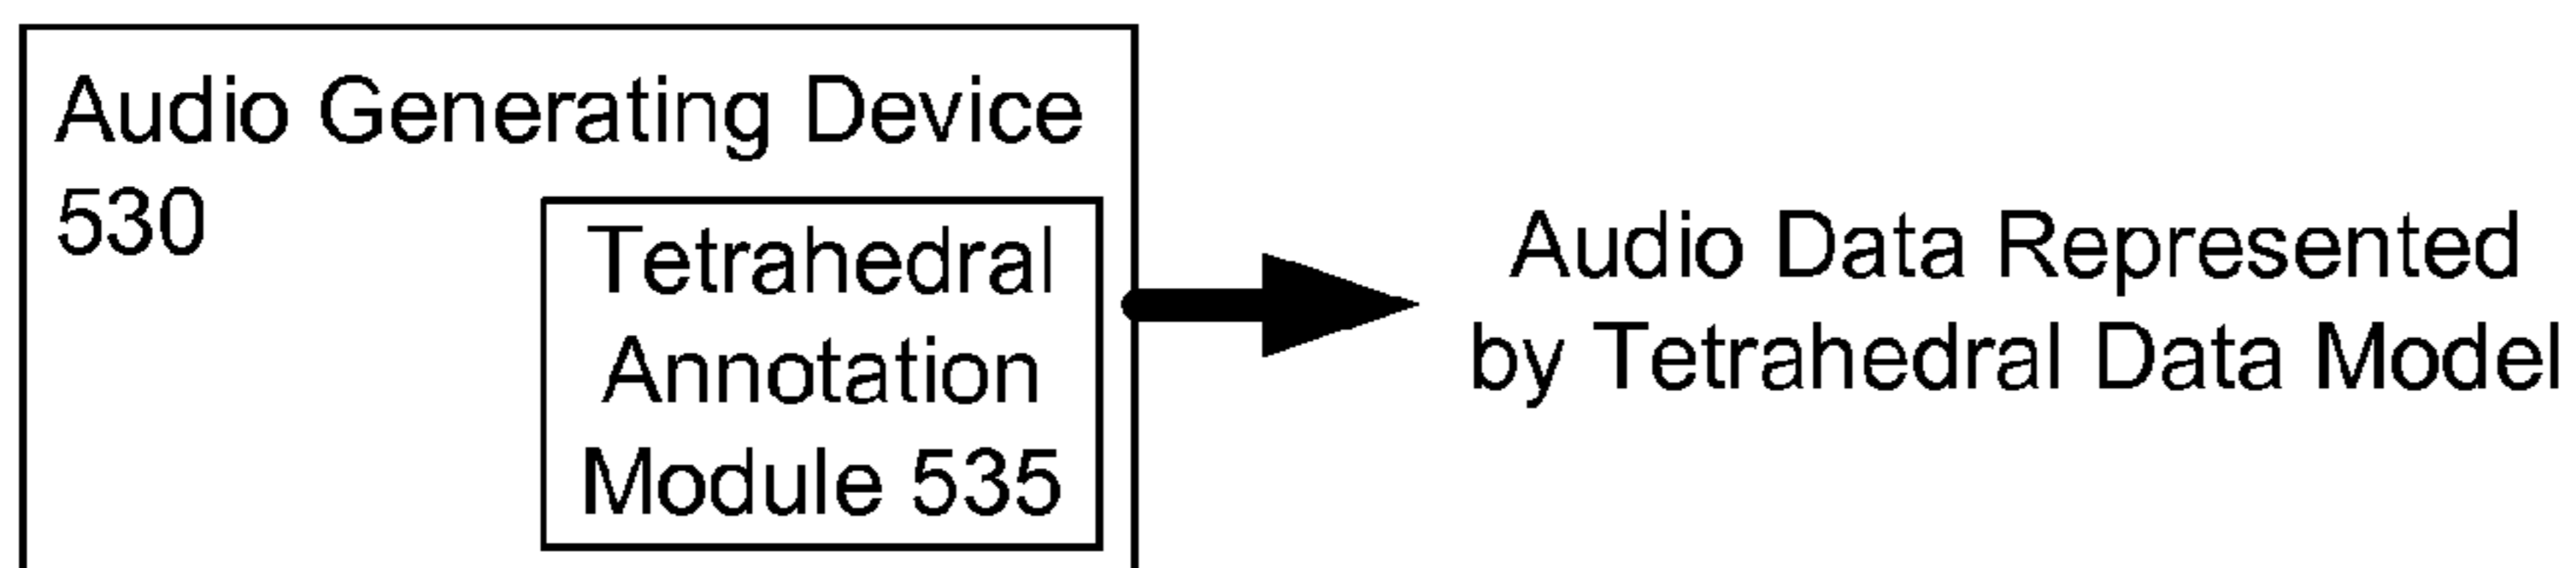 Audio Generating Device
530
Tetrahedral
Annotation
Module 535
Audio Data Represented
by Tetrahedral Data Model